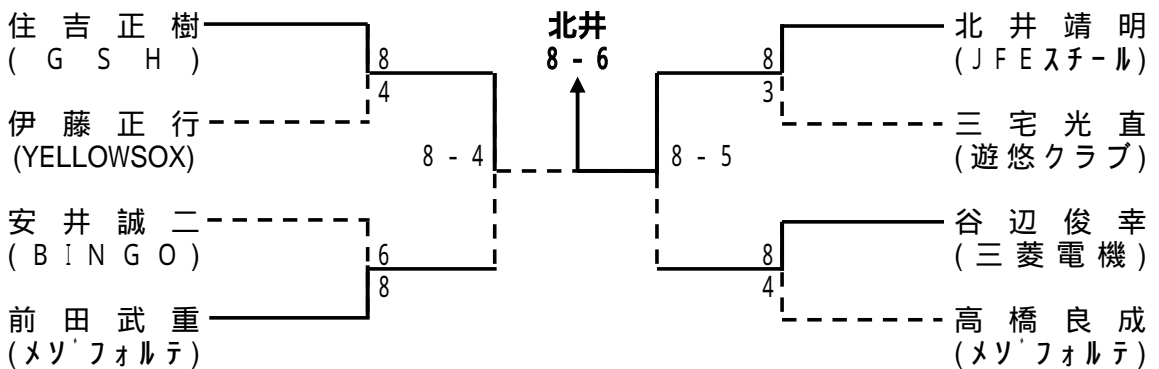 住吉正樹
(GSH)
8
4
伊藤正行
(YELLOWSOX)
8-4
安井誠二
(BINGO)
6
8
前田武重
(メゾフォルテ)
北井
8-6
北井靖明
(JFEスチール)
8
3
三宅光直
(遊悠クラブ)
8-5
谷辺俊幸
(三菱電機)
8
4
高橋良成
(メゾフォルテ)